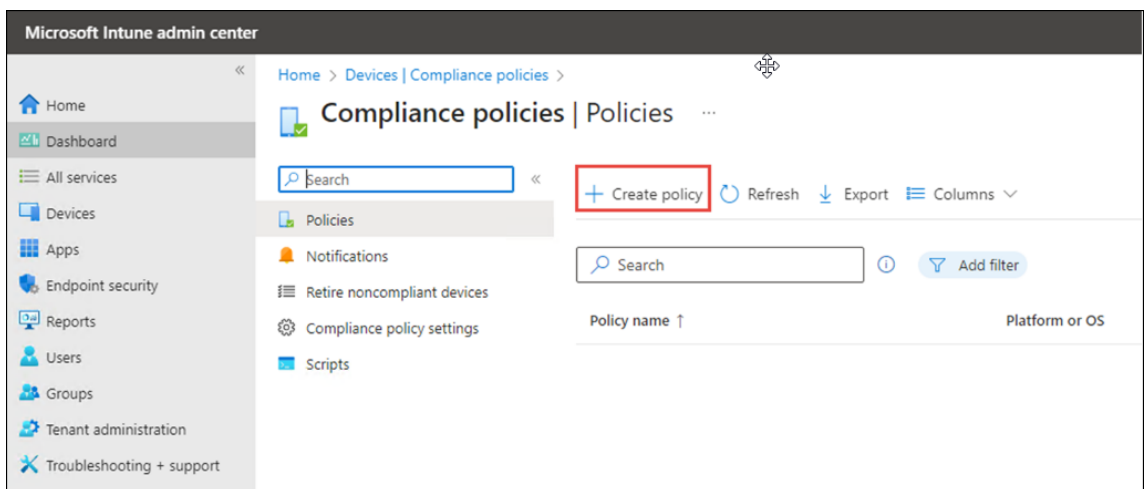 Microsoft Intune admin center
«
Home > Devices | Compliance policies >
Home
Compliance policies | Policies ...
Dashboard
All services
Search «
+ Create policy Refresh Export Columns
Devices
Policies
Apps
Notifications
Search Add filter
Endpoint security
Retire noncompliant devices
Reports
Compliance policy settings
Policy name ↑ Platform or OS
Users
Scripts
Groups
Tenant administration
Troubleshooting + support